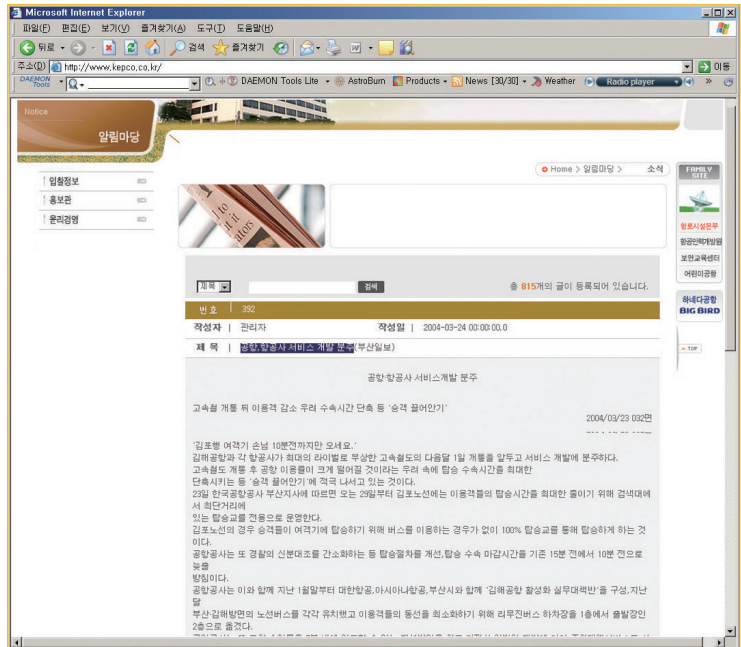 Microsoft Internet Explorer
파일(F) 편집(E) 보기(V) 즐겨찾기(A) 도구(T) 도움말(H)
뒤로 검색 즐겨찾기
주소(D) http://www.kepco.co.kr/ 이동
DAEMON Tools Q- DAEMON Tools Lite AstroBurn Products News [30/30] Weather Radio player
Notice
알림마당
Home > 알림마당 > 소식
입찰정보
홍보관
윤리경영
to it it ators
FAMILY SITE
항로시설본부
항공인력개발원
보안교육센터
어린이공항
하네다공항
BIG BIRD
TOP
제목 검색 총 815개의 글이 등록되어 있습니다.
번 호 | 392
작성자 | 관리자 작성일 | 2004-03-24 00:00:00.0
제 목 | 공항,항공사 서비스 개발 분주(부산일보)
공항·항공사 서비스개발 분주
고속철 개통 뒤 이용객 감소 우려 수속시간 단축 등 '승객 끌어안기'
2004/03/23 032면
'김포행 여객기 손님 10분전까지만 오세요.'
김해공항과 각 항공사가 최대의 라이벌로 부상한 고속철도의 다음달 1일 개통을 앞두고 서비스 개발에 분주하다.
고속철도 개통 후 공항 이용률이 크게 떨어질 것이라는 우려 속에 탑승 수속시간을 최대한
단축시키는 등 '승객 끌어안기'에 적극 나서고 있는 것이다.
23일 한국공항공사 부산지사에 따르면 오는 29일부터 김포노선에는 이용객들의 탑승시간을 최대한 줄이기 위해 검색대에
서 최단거리에
있는 탑승교를 전용으로 운영한다.
김포노선의 경우 승객들이 여객기에 탑승하기 위해 버스를 이용하는 경우가 없이 100% 탑승교를 통해 탑승하게 하는 것
이다.
공항공사는 또 경찰의 신분대조를 간소화하는 등 탑승절차를 개선,탑승 수속 마감시간을 기존 15분 전에서 10분 전으로
늦출
방침이다.
공항공사는 이와 함께 지난 1월말부터 대한항공,아시아나항공,부산시와 함께 '김해공항 활성화 실무대책반'을 구성,지난
달
부산·김해방면의 노선버스를 각각 유치했고 이용객들의 동선을 최소화하기 위해 리무진버스 하차장을 1층에서 출발장인
2층으로 옮겼다.